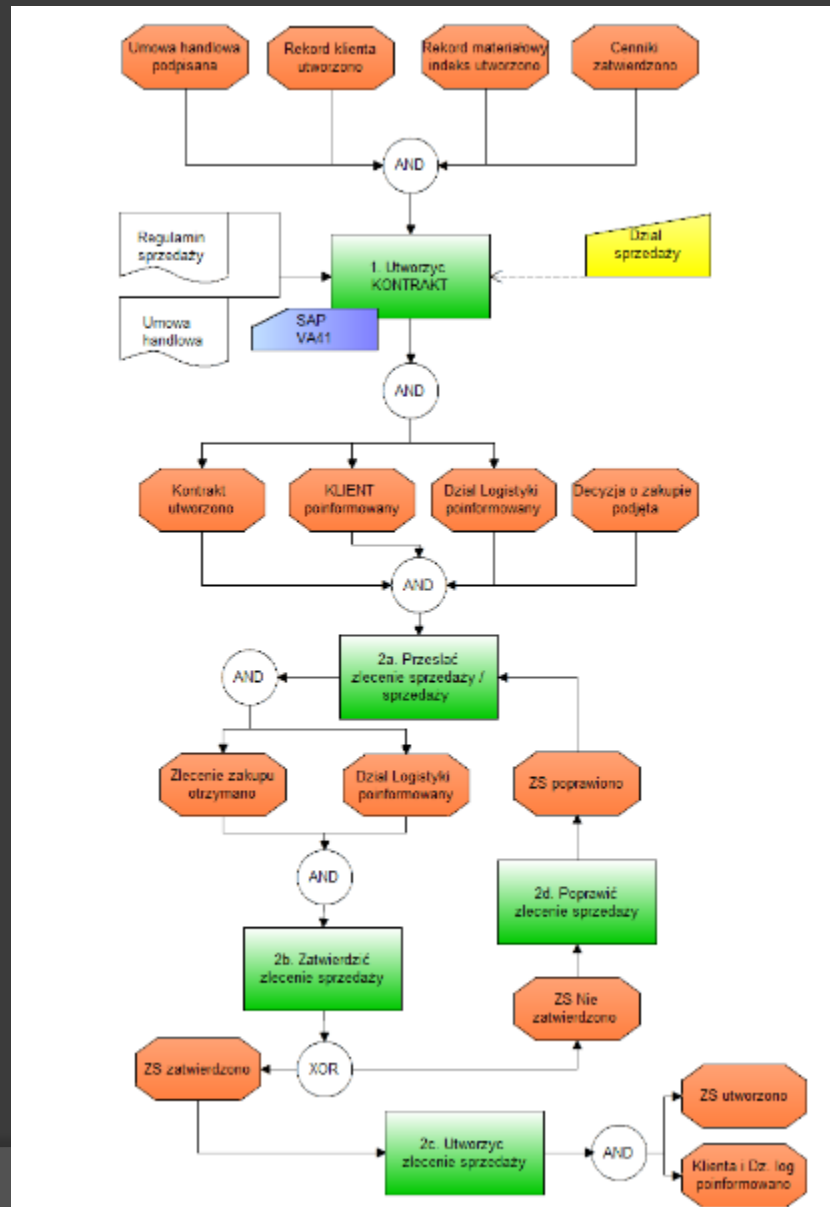 Umowa handlowa
podpisana
Rekord klienta
utworzono
Rekord materiałowy
indeks utworzono
Cenniki
zatwierdzono
AND
Regulamin
sprzedaży
1. Utworzyc
KONTRAKT
Dział
sprzedaży
Umowa
handlowa
SAP
VA41
AND
Kontrakt
utworzono
KLIENT
poinformowany
Dział Logistyki
poinformowany
Decyzja o zakupie
podjęta
AND
2a. Przesłać
zlecenie sprzedaży /
sprzedaży
AND
Zlecenie zakupu
otrzymano
Dział Logistyki
poinformowany
ZS poprawiono
AND
2d. Poprawić
zlecenie sprzedaży
2b. Zatwierdzić
zlecenie sprzedaży
ZS Nie
zatwierdzono
ZS zatwierdzono
XOR
ZS utworzono
2c. Utworzyc
zlecenie sprzedaży
AND
Klienta i Dz. log
poinformowano